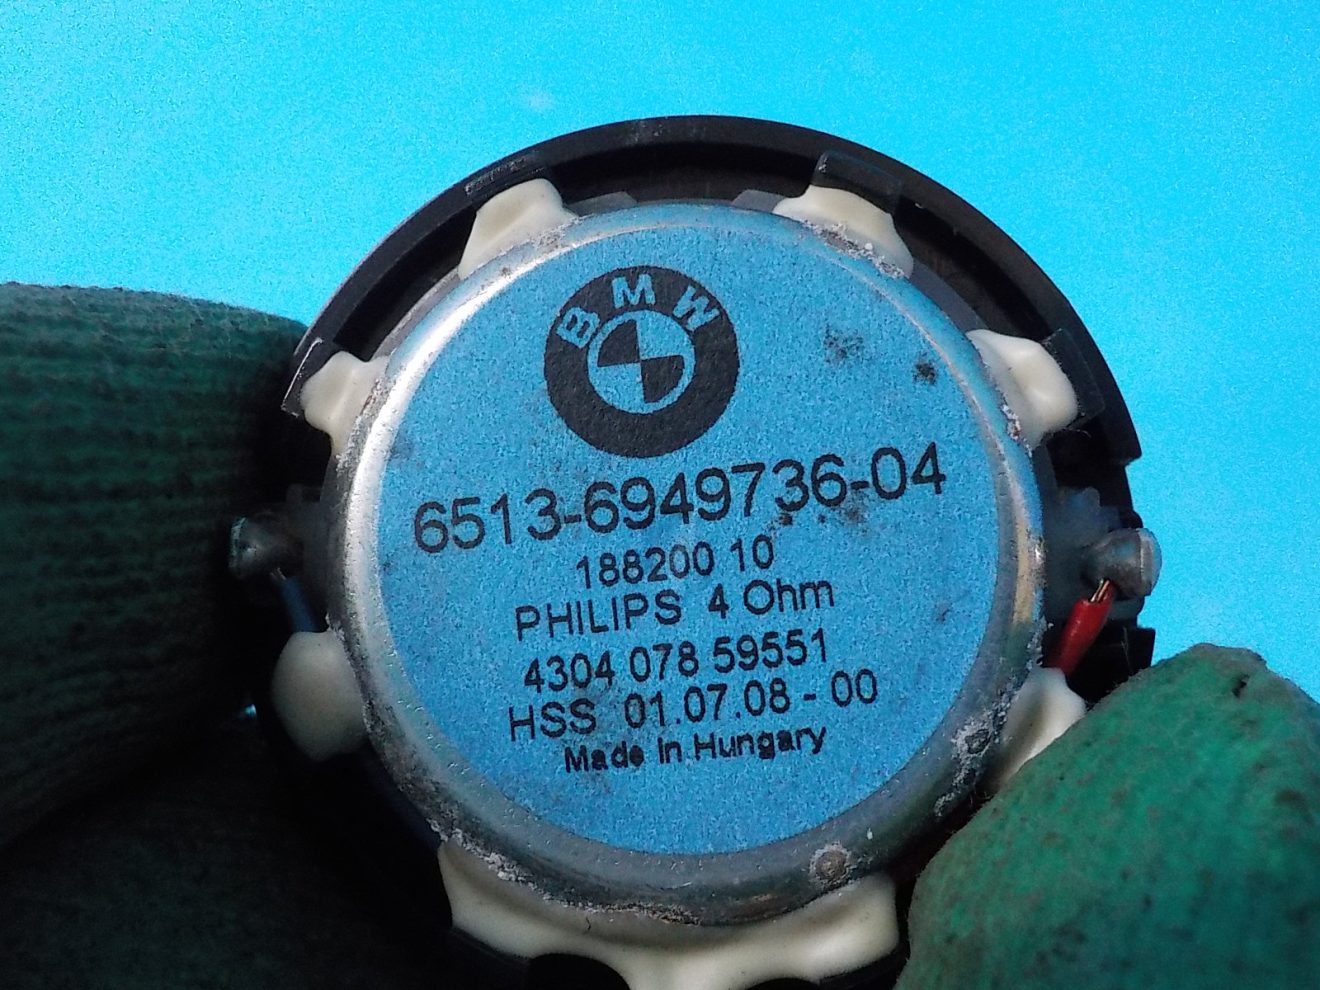 BMW
6513-6949736-04
188200 10
PHILIPS 4 Ohm
4304 078 59551
HSS 01.07.08 - 00
Made in Hungary